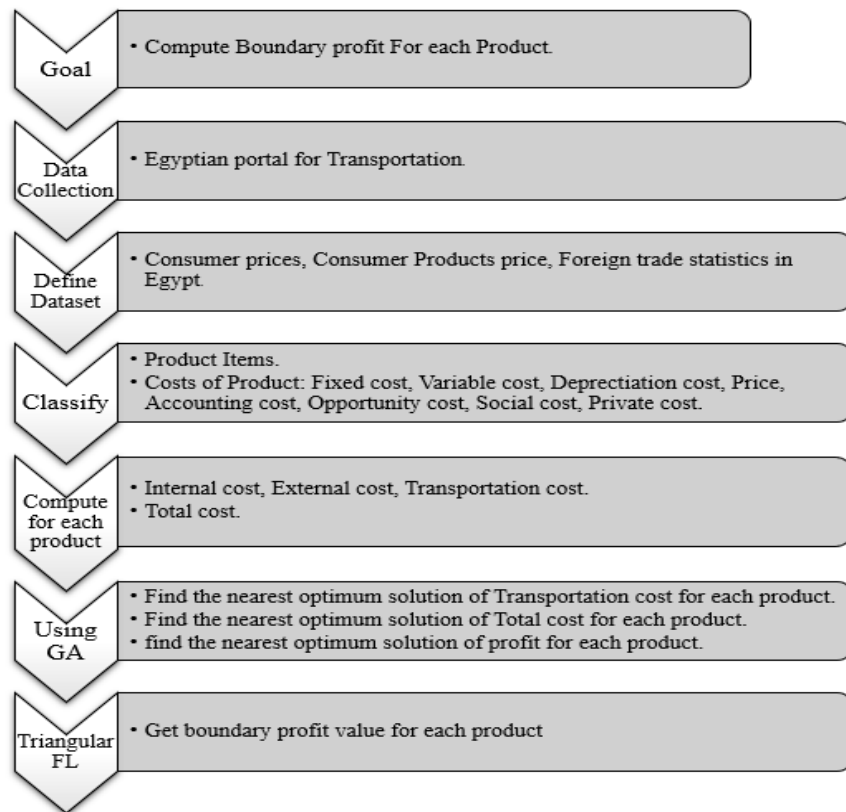 Goal
• Compute Boundary profit For each Product.
Data
Collection
• Egyptian portal for Transportation.
Define
Dataset
• Consumer prices, Consumer Products price, Foreign trade statistics in
Egypt.
Classify
• Product Items.
• Costs of Product: Fixed cost, Variable cost, Deprectiation cost, Price,
Accounting cost, Opportunity cost, Social cost, Private cost.
Compute
for each
product
• Internal cost, External cost, Transportation cost.
• Total cost.
Using
GA
• Find the nearest optimum solution of Transportation cost for each product.
• Find the nearest optimum solution of Total cost for each product.
• find the nearest optimum solution of profit for each product.
Triangular
FL
• Get boundary profit value for each product